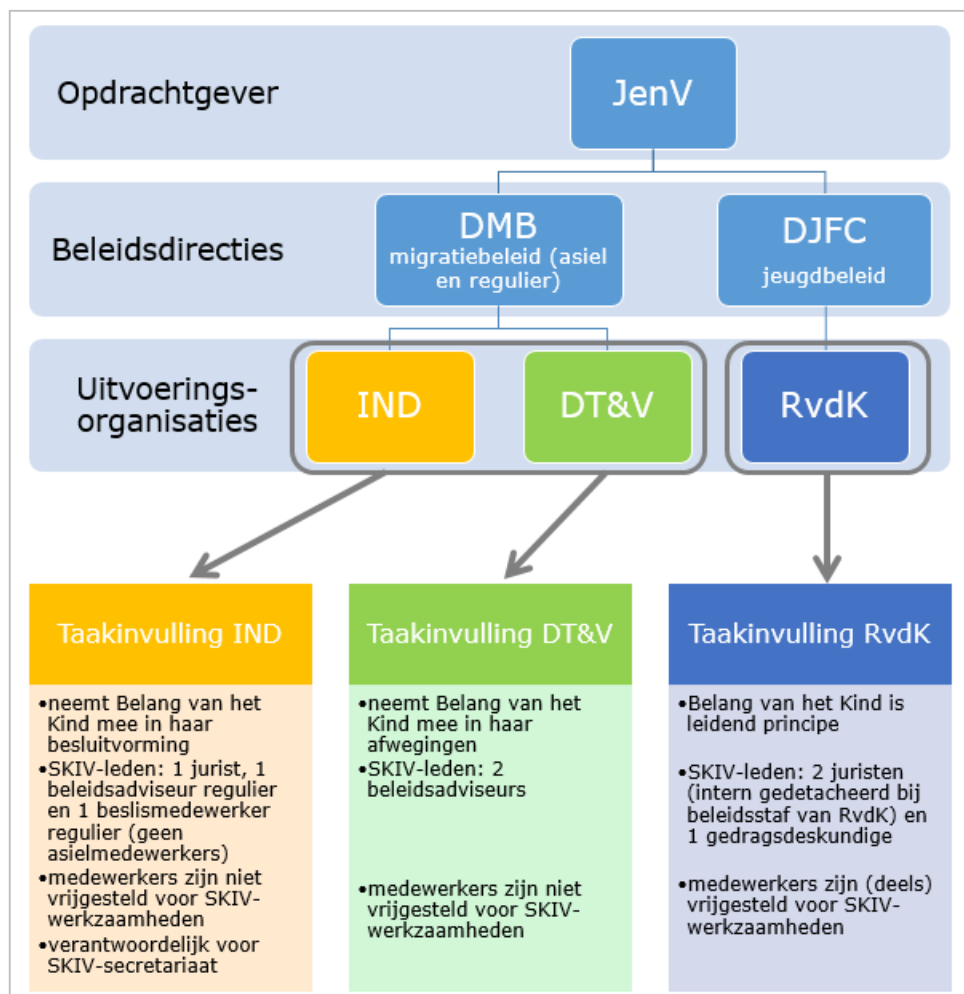 Opdrachtgever
JenV
Beleidsdirecties
DMB
migratiebeleid (asiel
en regulier)
DJFC
jeugdbeleid
Uitvoerings-
organisaties
IND
DT&V
RvdK
Taakinvulling IND
•neemt Belang van het
Kind mee in haar
besluitvorming
•SKIV-leden: 1 jurist, 1
beleidsadviseur regulier
en 1 beslismedewerker
regulier (geen
asielmedewerkers)
•medewerkers zijn niet
vrijgesteld voor SKIV-
werkzaamheden
•verantwoordelijk voor
SKIV-secretariaat
Taakinvulling DT&V
•neemt Belang van het
Kind mee in haar
afwegingen
•SKIV-leden: 2
beleidsadviseurs
•medewerkers zijn niet
vrijgesteld voor SKIV-
werkzaamheden
Taakinvulling RvdK
•Belang van het Kind is
leidend principe
•SKIV-leden: 2 juristen
(intern gedetacheerd bij
beleidsstaf van RvdK) en
1 gedragsdeskundige
•medewerkers zijn (deels)
vrijgesteld voor SKIV-
werkzaamheden